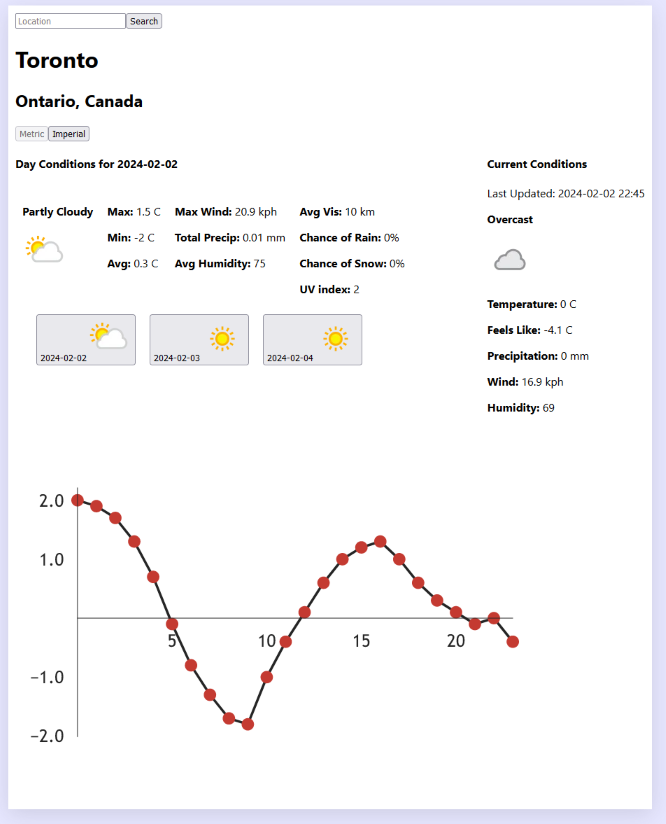 Location Search
Toronto
Ontario, Canada
Metric Imperial
Day Conditions for 2024-02-02
Partly Cloudy
Max: 1.5 C
Min: -2 C
Avg: 0.3 C
Max Wind: 20.9 kph
Total Precip: 0.01 mm
Avg Humidity: 75
Avg Vis: 10 km
Chance of Rain: 0%
Chance of Snow: 0%
UV index: 2
2024-02-02
2024-02-03
2024-02-04
Current Conditions
Last Updated: 2024-02-02 22:45
Overcast
Temperature: 0 C
Feels Like: -4.1 C
Precipitation: 0 mm
Wind: 16.9 kph
Humidity: 69
2.0
1.0
5 10 15 20
−1.0
−2.0